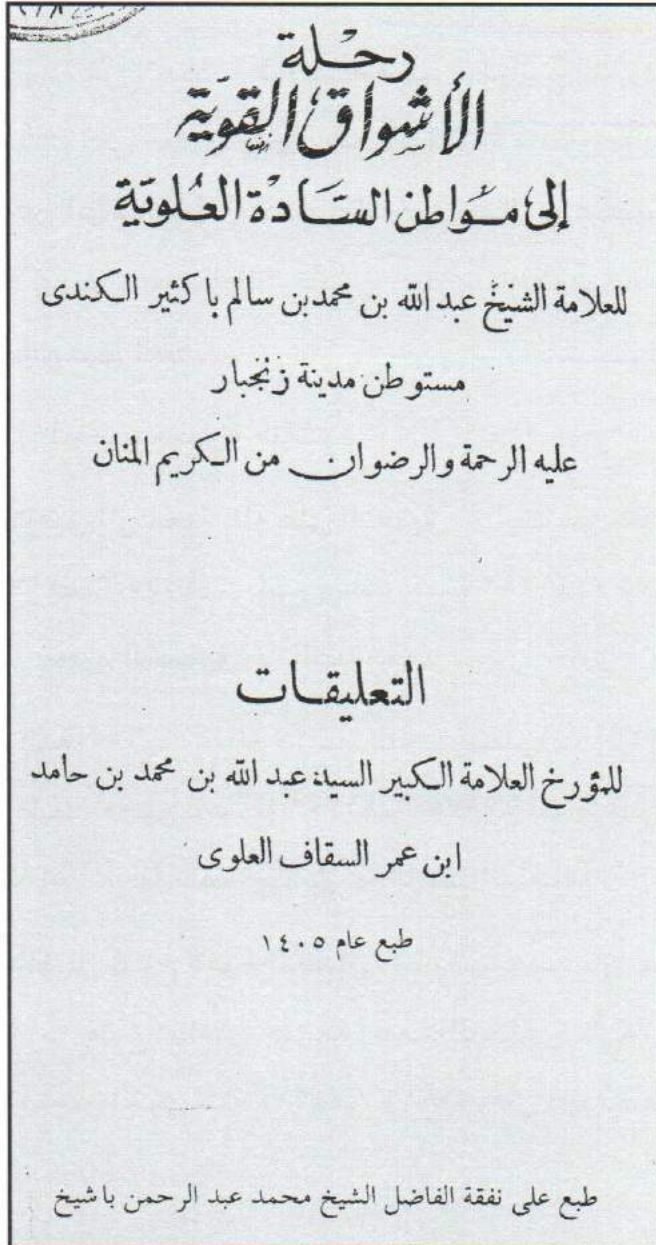 رحلة
الأشواق القوية
إلى مواطن السادة العلوية
للعلامة الشيخ عبد الله بن محمد بن سالم باكثير الكندى
مستوطن مدينة زنجبار
عليه الرحمة والرضوان من الكريم المنان
التعليقات
للمؤرخ العلامة الكبير السيد عبد الله بن محمد بن حامد
ابن عمر السقاف العلوى
طبع عام ١٤٠٥
طبع على نفقة الفاضل الشيخ محمد عبد الرحمن باشيخ